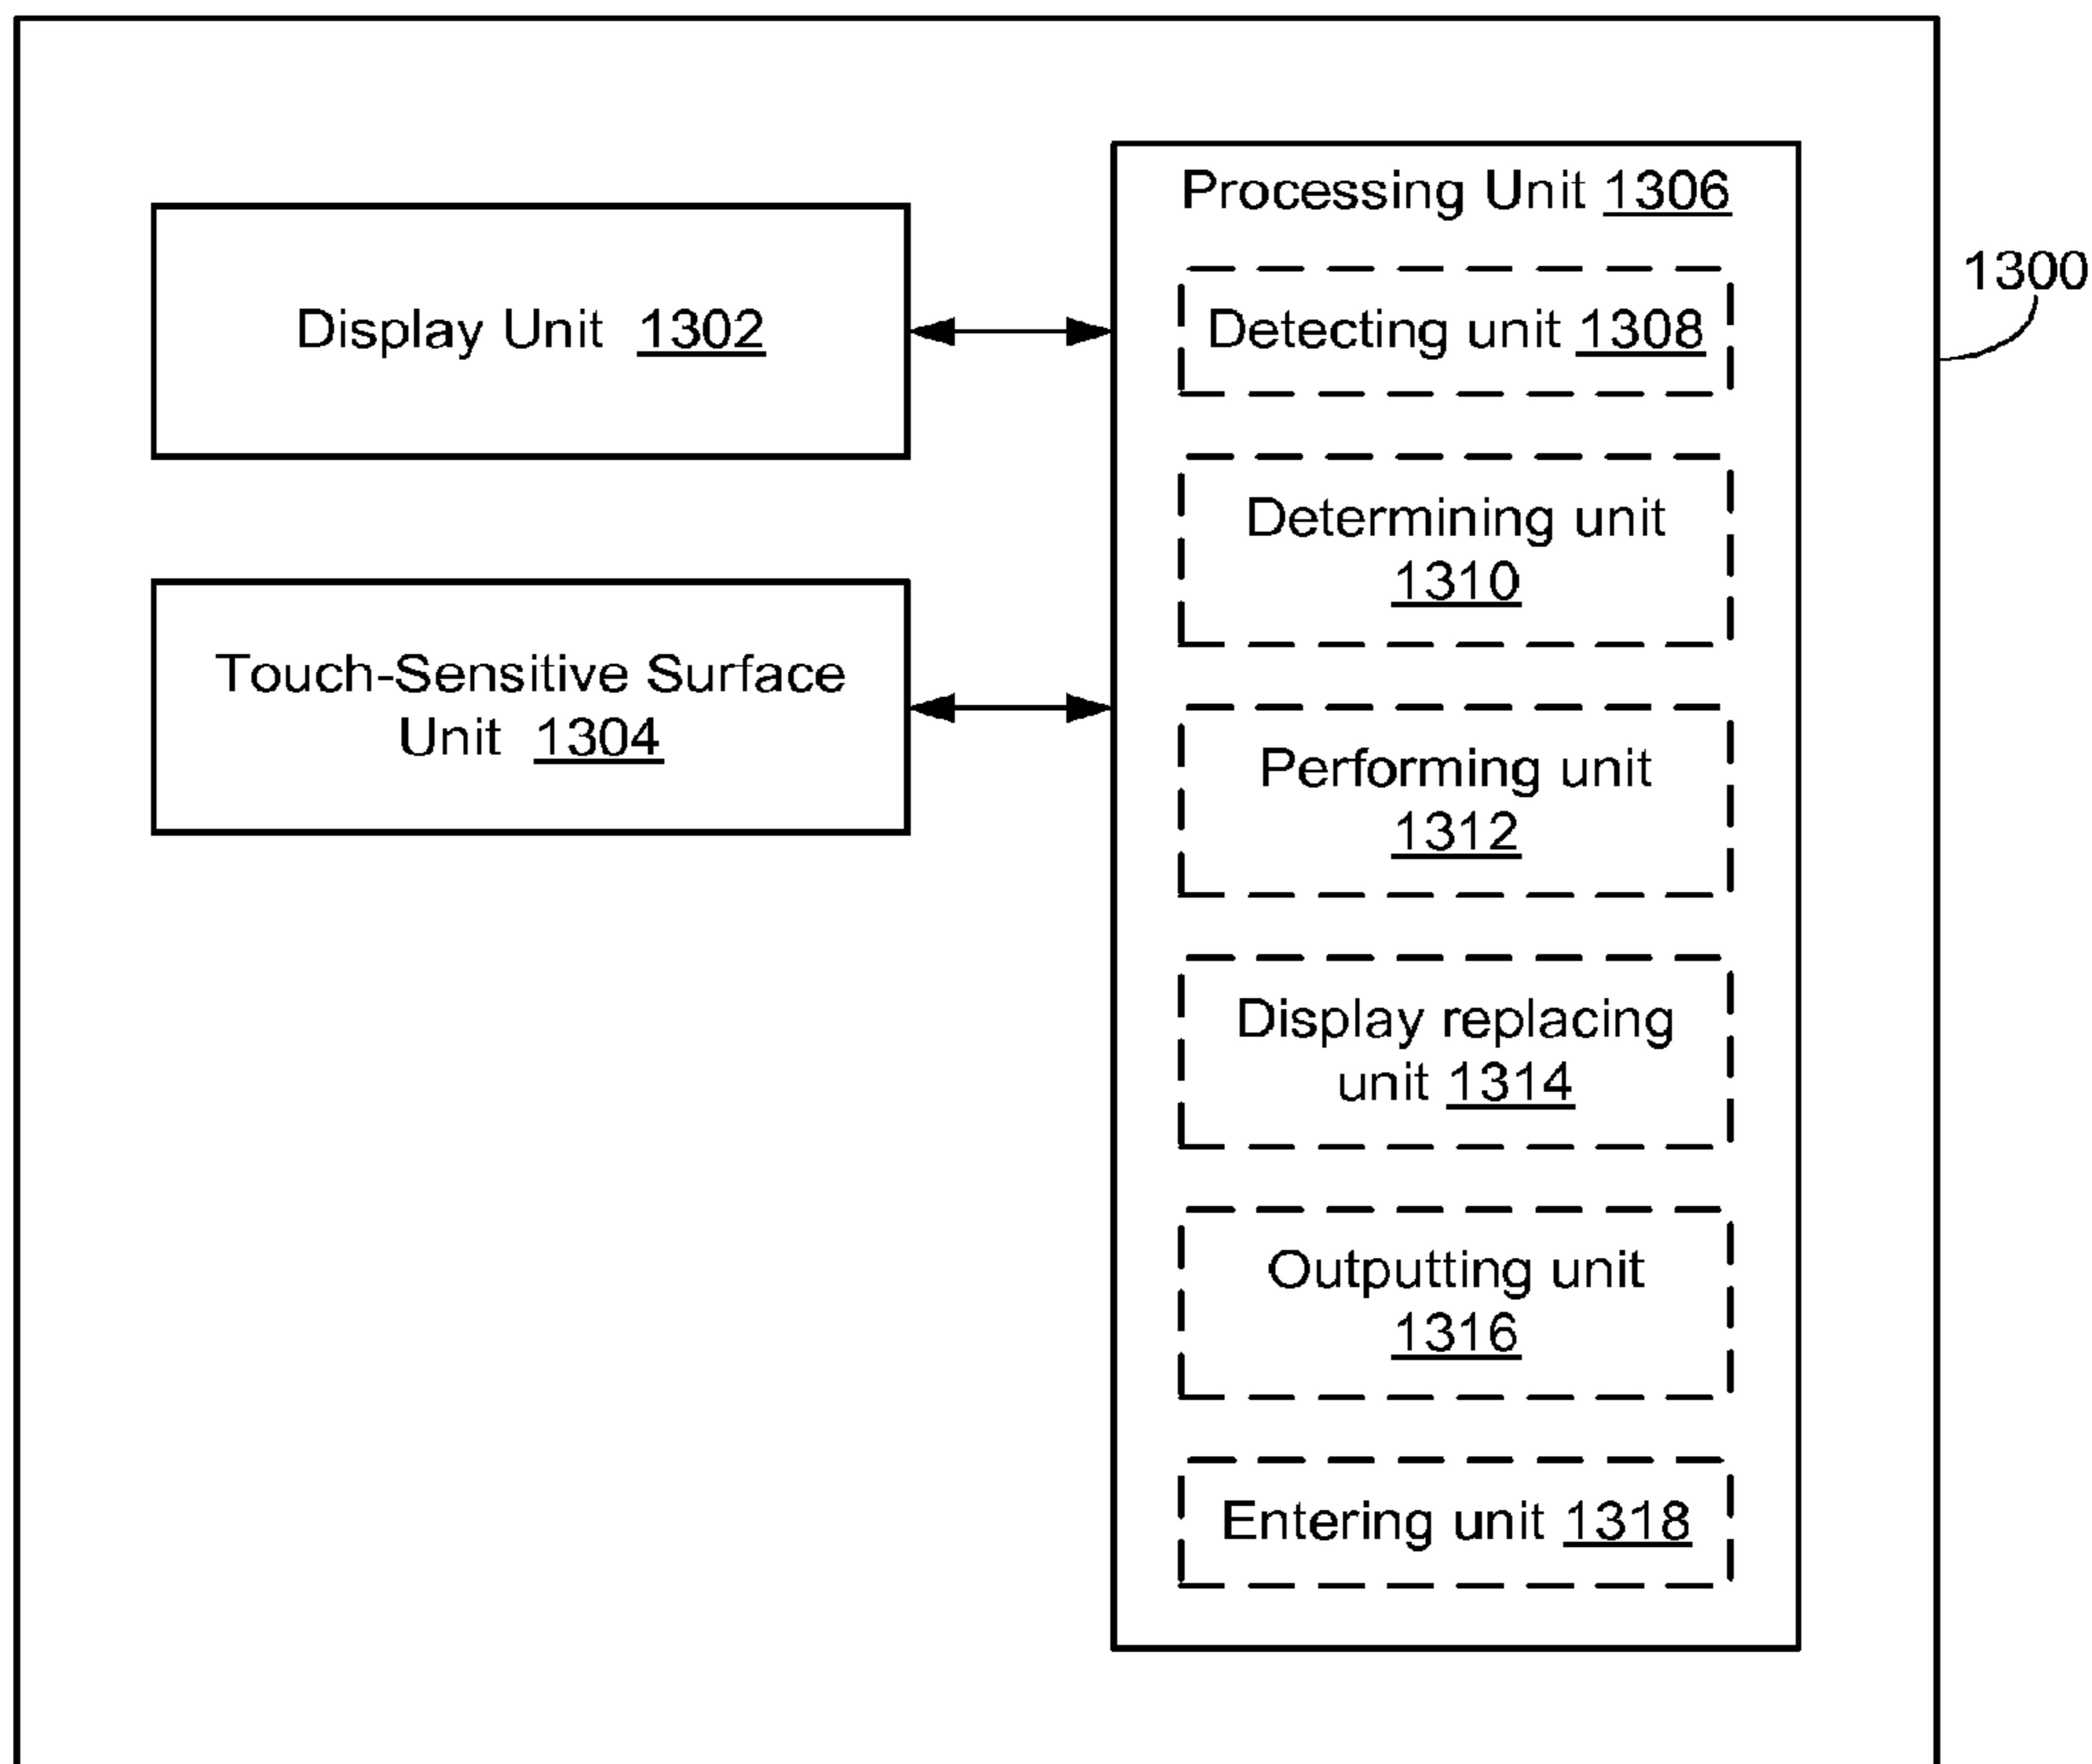 Processing Unit 1306
Display Unit 1302
Detecting unit 1308
1300
Determining unit
1310
Touch-Sensitive Surface
Unit 1304
Performing unit
1312
Display replacing
unit 1314
Outputting unit
1316
Entering unit 1318